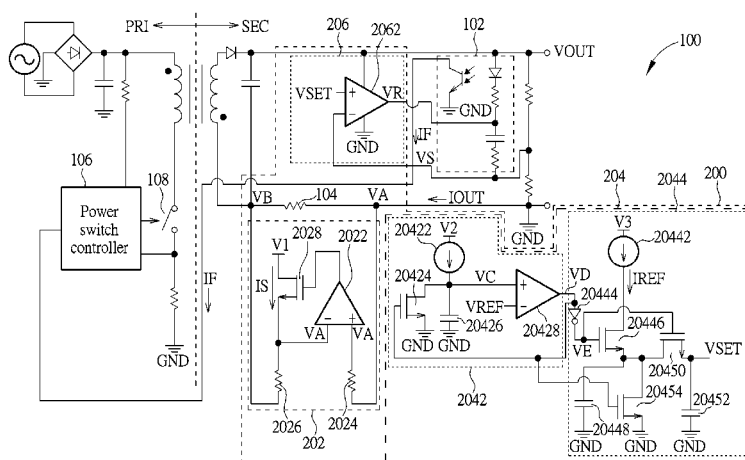 PRI
SEC
206
102
2062
100
VOUT
VSET
VR
GND
GND
IF
VS
106
108
Power
switch
controller
VB
104
VA
IOUT
GND
204
2044
200
IF
GND
V1
2028
2022
IS
VA
VA
2026
2024
202
20422
V2
20424
VC
VREF
20426
GND
GND
20428
VD
20444
2042
V3
20442
IREF
20446
VE
20450
VSET
20454
20448
20452
GND
GND
GND